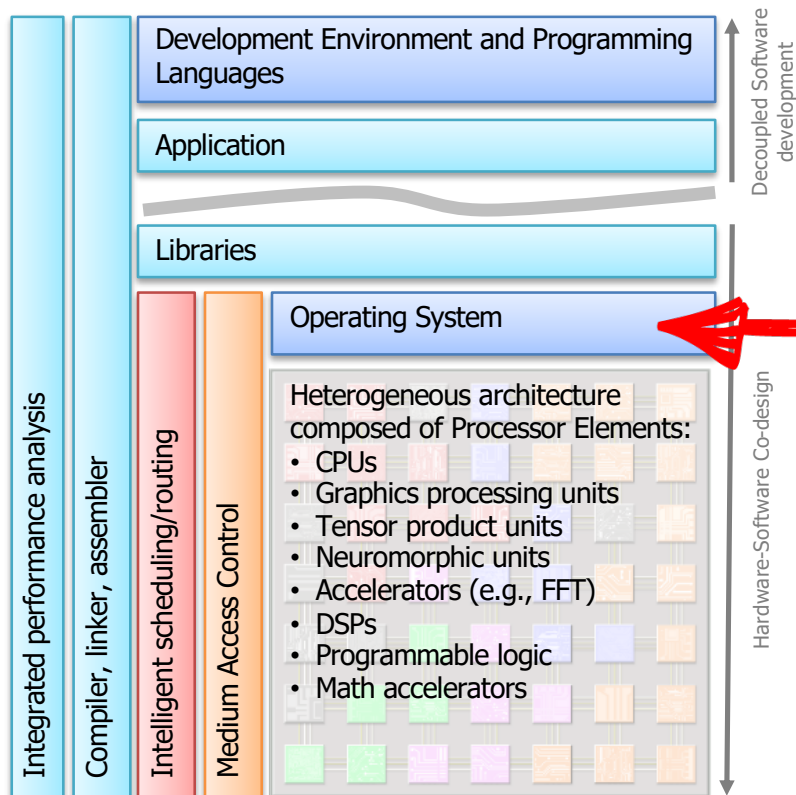 Development Environment and Programming
Languages
Application
Libraries
Operating System
Heterogeneous architecture
composed of Processor Elements:
• CPUs
• Graphics processing units
• Tensor product units
• Neuromorphic units
• Accelerators (e.g., FFT)
• DSPs
• Programmable logic
• Math accelerators
Integrated performance analysis
Compiler, linker, assembler
Intelligent scheduling/routing
Medium Access Control
Decoupled Software
development
Hardware-Software Co-design